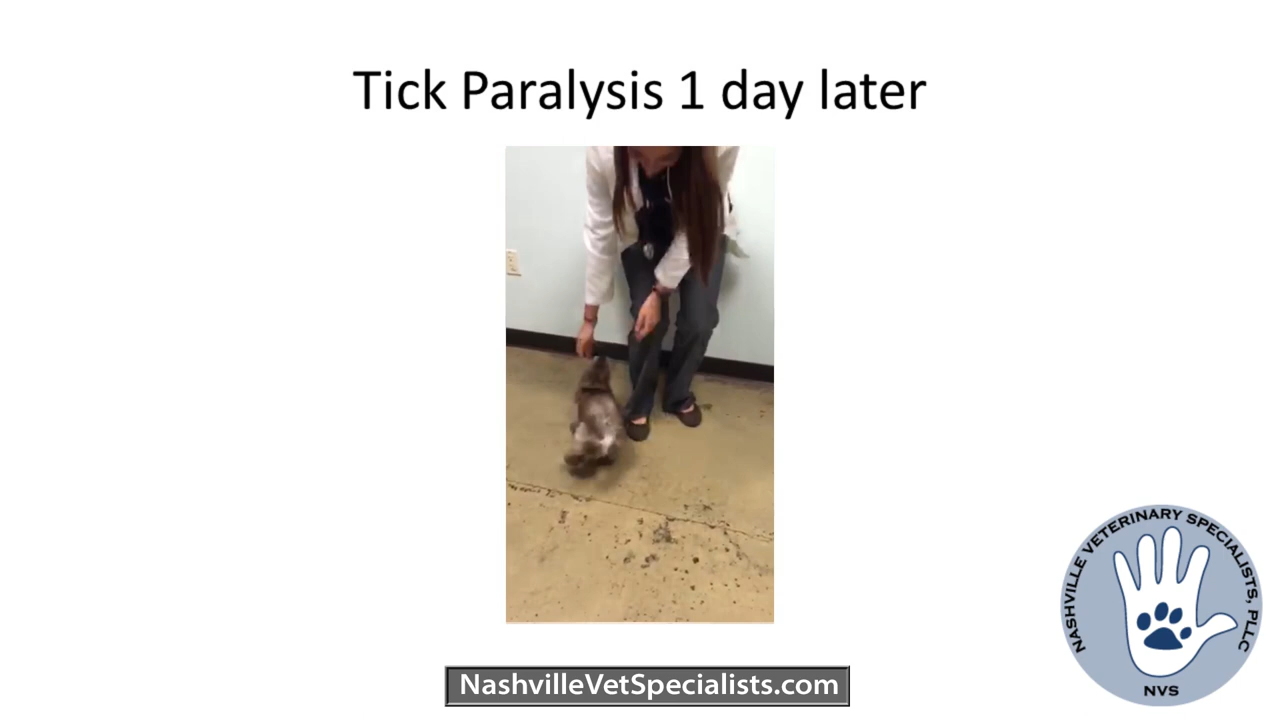 Tick Paralysis 1 day later
NASHVILLE VETERINARY SPECIALISTS, PLLC
NVS
NashvilleVetSpecialists.com